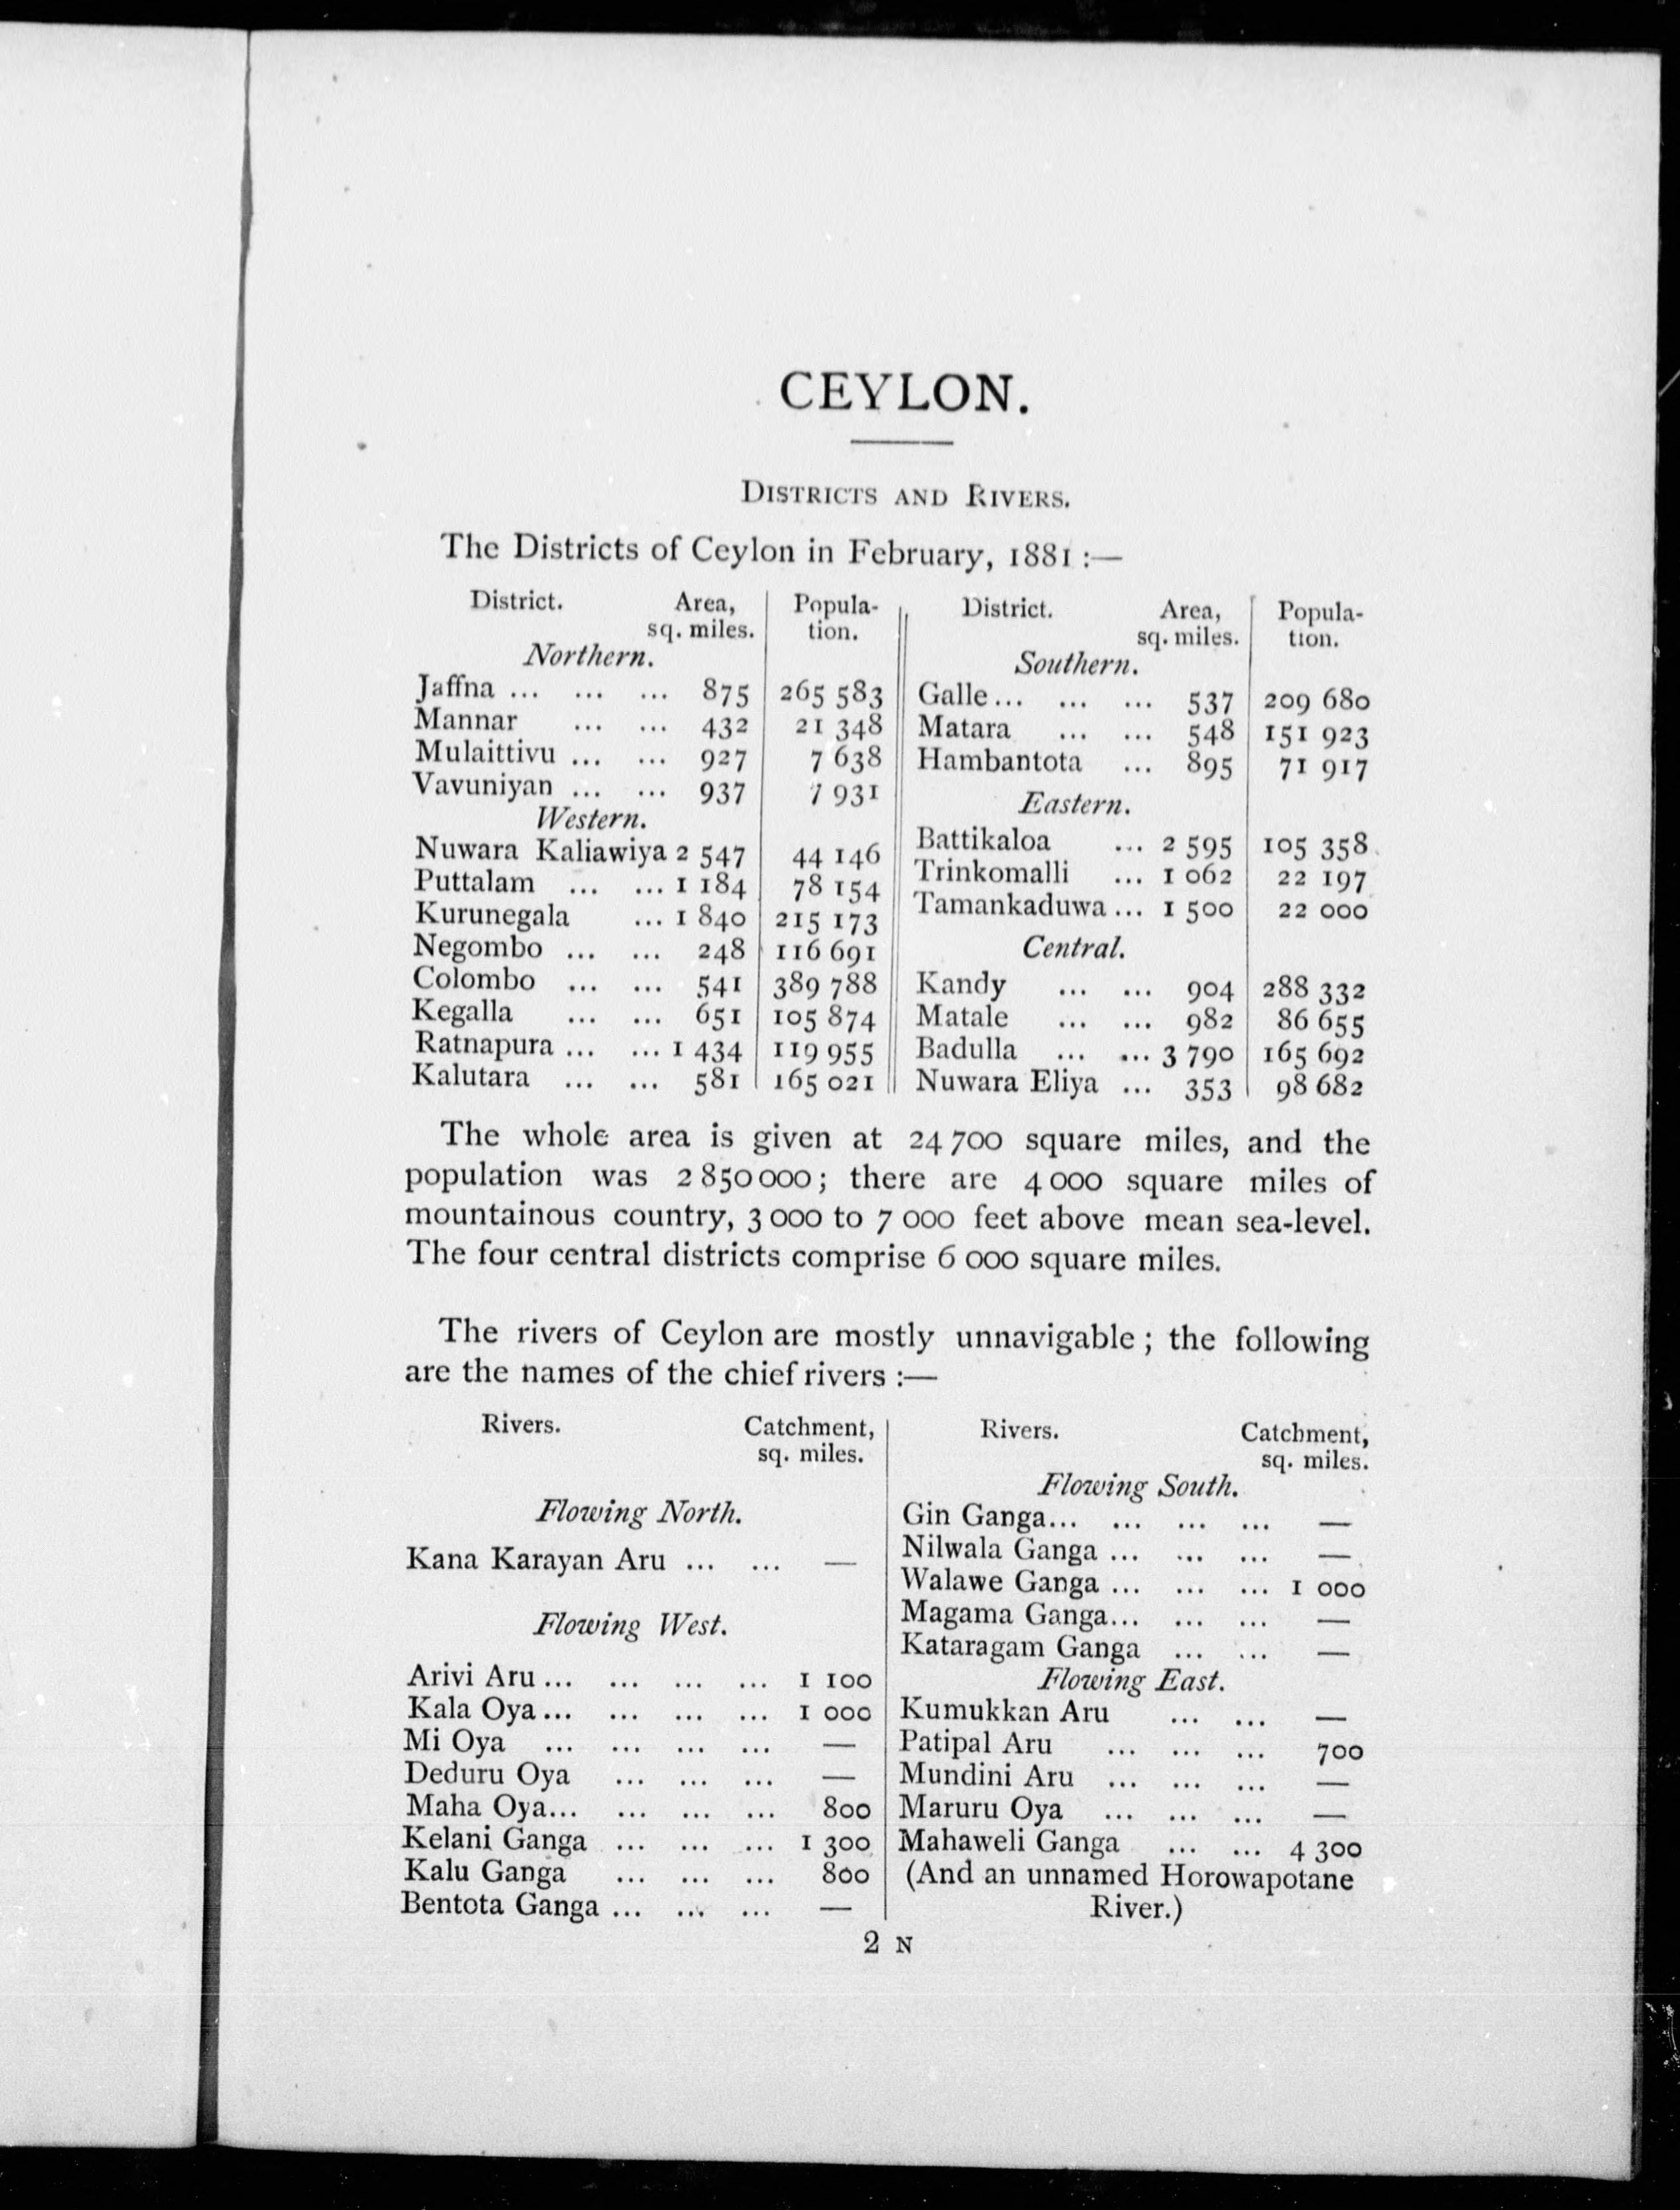 CEYLON.
DISTRICTS AND RIVERS.
The Districts of Ceylon in February, 1881 :—
District. Area, sq. miles. Popula- tion.
Northern.
Jaffna ... ... ... 875 265 583
Mannar ... ... 432 21 348
Mulaittivu ... ... 927 7 638
Vavuniyan ... ... 937 7 931
Western.
Nuwara Kaliawiya 2 547 44 146
Puttalam ... ... 1 184 78 154
Kurunegala ... 1 840 215 173
Negombo ... ... 248 116 691
Colombo ... ... 541 389 788
Kegalla ... ... 651 105 874
Ratnapura ... ... 1 434 119 955
Kalutara ... ... 581 165 021
District. Area, sq. miles. Popula- tion.
Southern.
Galle ... ... ... 537 209 680
Matara ... ... 548 151 923
Hambantota ... 895 71 917
Eastern.
Battikaloa ... 2 595 105 358
Trinkomalli ... 1 062 22 197
Tamankaduwa ... 1 500 22 000
Central.
Kandy ... ... 904 288 332
Matale ... ... 982 86 655
Badulla ... ... 3 790 165 692
Nuwara Eliya ... 353 98 682
The whole area is given at 24 700 square miles, and the
population was 2 850 000; there are 4 000 square miles of
mountainous country, 3 000 to 7 000 feet above mean sea-level.
The four central districts comprise 6 000 square miles.
The rivers of Ceylon are mostly unnavigable ; the following
are the names of the chief rivers :—
Rivers. Catchment, sq. miles.
Flowing North.
Kana Karayan Aru ... ... —
Flowing West.
Arivi Aru ... ... ... ... 1 100
Kala Oya ... ... ... ... 1 000
Mi Oya ... ... ... ... —
Deduru Oya ... ... ... —
Maha Oya... ... ... ... 800
Kelani Ganga ... ... ... 1 300
Kalu Ganga ... ... ... 800
Bentota Ganga ... ... ... —
Rivers. Catchment, sq. miles.
Flowing South.
Gin Ganga... ... ... ... —
Nilwala Ganga ... ... ... —
Walawe Ganga ... ... ... 1 000
Magama Ganga... ... ... —
Kataragam Ganga ... ... —
Flowing East.
Kumukkan Aru ... ... —
Patipal Aru ... ... ... 700
Mundini Aru ... ... ... —
Maruru Oya ... ... ... —
Mahaweli Ganga ... ... 4 300
(And an unnamed Horowapotane
River.)
2 N